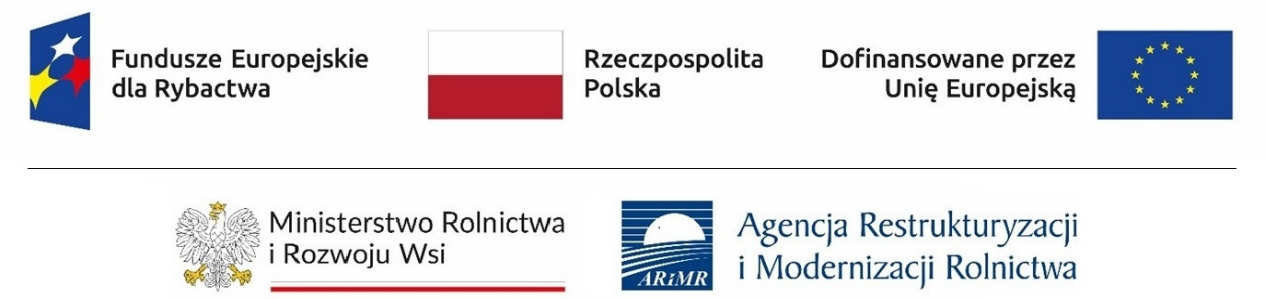 Fundusze Europejskie
dla Rybactwa
Rzeczpospolita
Polska
Dofinansowane przez
Unię Europejską
Ministerstwo Rolnictwa
i Rozwoju Wsi
ARiMR
Agencja Restrukturyzacji
i Modernizacji Rolnictwa